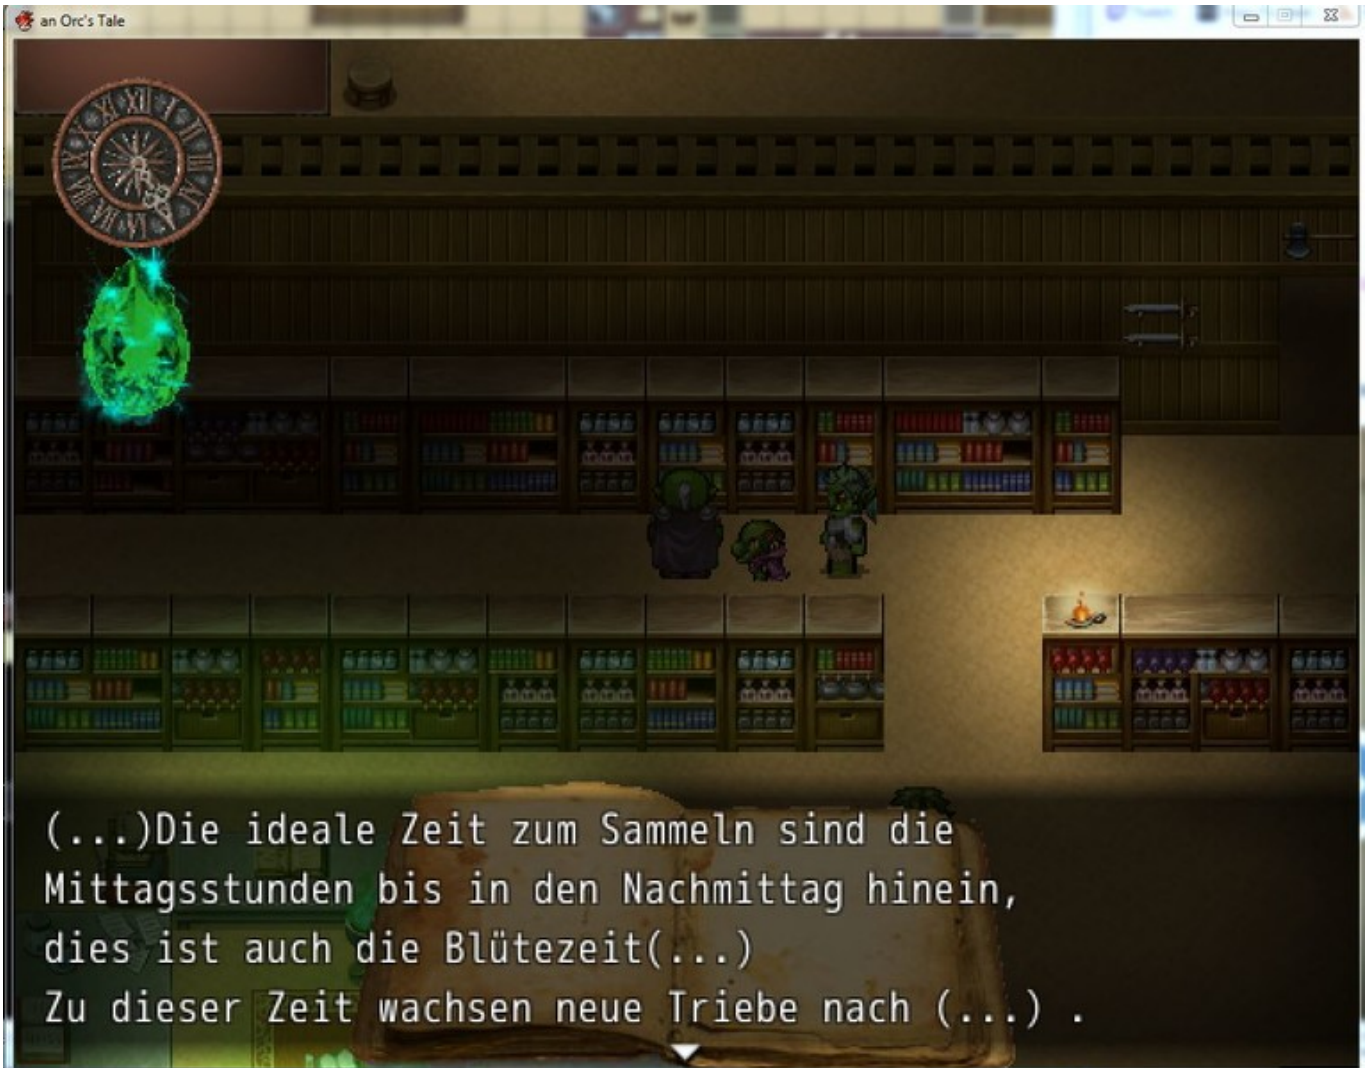 an Orc's Tale
(...)Die ideale Zeit zum Sammeln sind die
Mittagsstunden bis in den Nachmittag hinein,
dies ist auch die Blütezeit(...)
Zu dieser Zeit wachsen neue Triebe nach (...) .